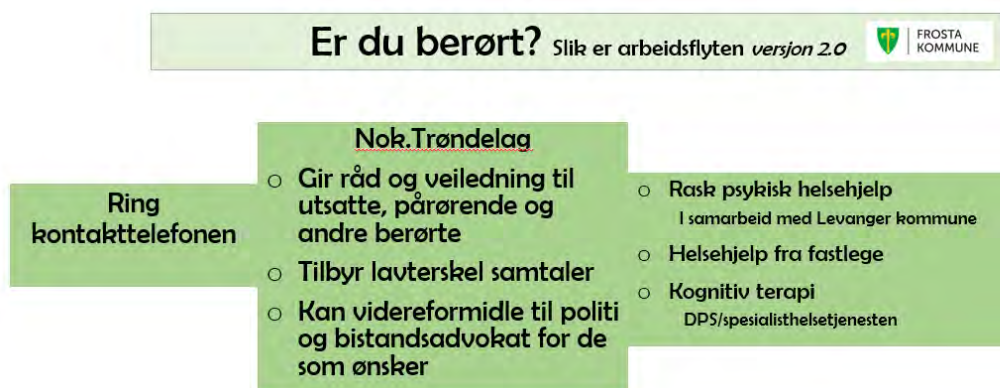 Er du berørt? Slik er arbeidsflyten versjon 2.0
FROSTA
KOMMUNE
Ring
kontakttelefonen
Nok.Trøndelag
o Gir råd og veiledning til
utsatte, pårørende og
andre berørte
o Tilbyr lavterskel samtaler
o Kan videreformidle til politi
og bistandsadvokat for de
som ønsker
o Rask psykisk helsehjelp
I samarbeid med Levanger kommune
o Helsehjelp fra fastlege
o Kognitiv terapi
DPS/spesialisthelsetjenesten